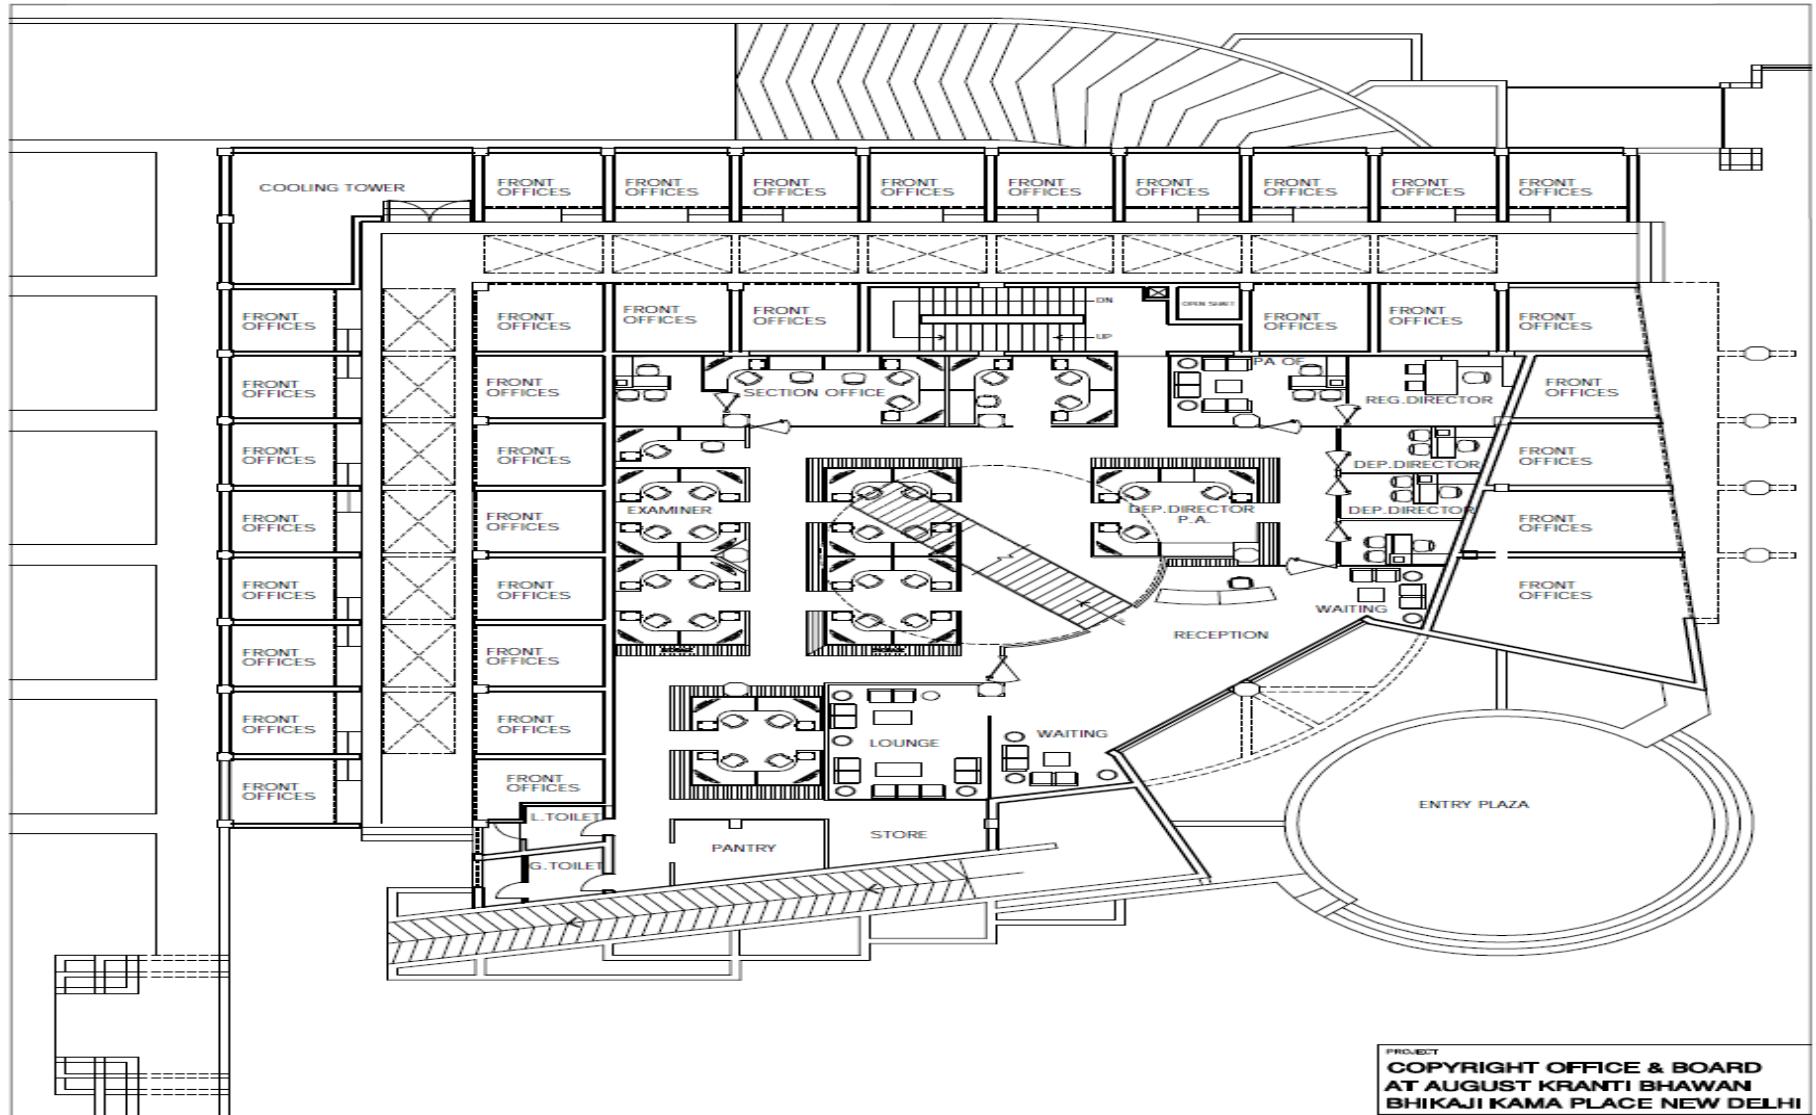 COOLING TOWER
FRONT
OFFICES
FRONT
OFFICES
FRONT
OFFICES
FRONT
OFFICES
FRONT
OFFICES
FRONT
OFFICES
FRONT
OFFICES
FRONT
OFFICES
FRONT
OFFICES
FRONT
OFFICES
FRONT
OFFICES
FRONT
OFFICES
FRONT
OFFICES
DN
UP
OPEN SHAFT
FRONT
OFFICES
FRONT
OFFICES
FRONT
OFFICES
FRONT
OFFICES
FRONT
OFFICES
SECTION OFFICE
PA OF
REG.DIRECTOR
FRONT
OFFICES
FRONT
OFFICES
FRONT
OFFICES
DEP.DIRECTOR
FRONT
OFFICES
FRONT
OFFICES
FRONT
OFFICES
EXAMINER
DEP.DIRECTOR
P.A.
DEP.DIRECTOR
FRONT
OFFICES
FRONT
OFFICES
FRONT
OFFICES
FRONT
OFFICES
WAITING
RECEPTION
FRONT
OFFICES
FRONT
OFFICES
FRONT
OFFICES
FRONT
OFFICES
LOUNGE
WAITING
FRONT
OFFICES
FRONT
OFFICES
ENTRY PLAZA
L.TOILET
PANTRY
STORE
G.TOILET
PROJECT
COPYRIGHT OFFICE & BOARD
AT AUGUST KRANTI BHAWAN
BHIKAJI KAMA PLACE NEW DELHI